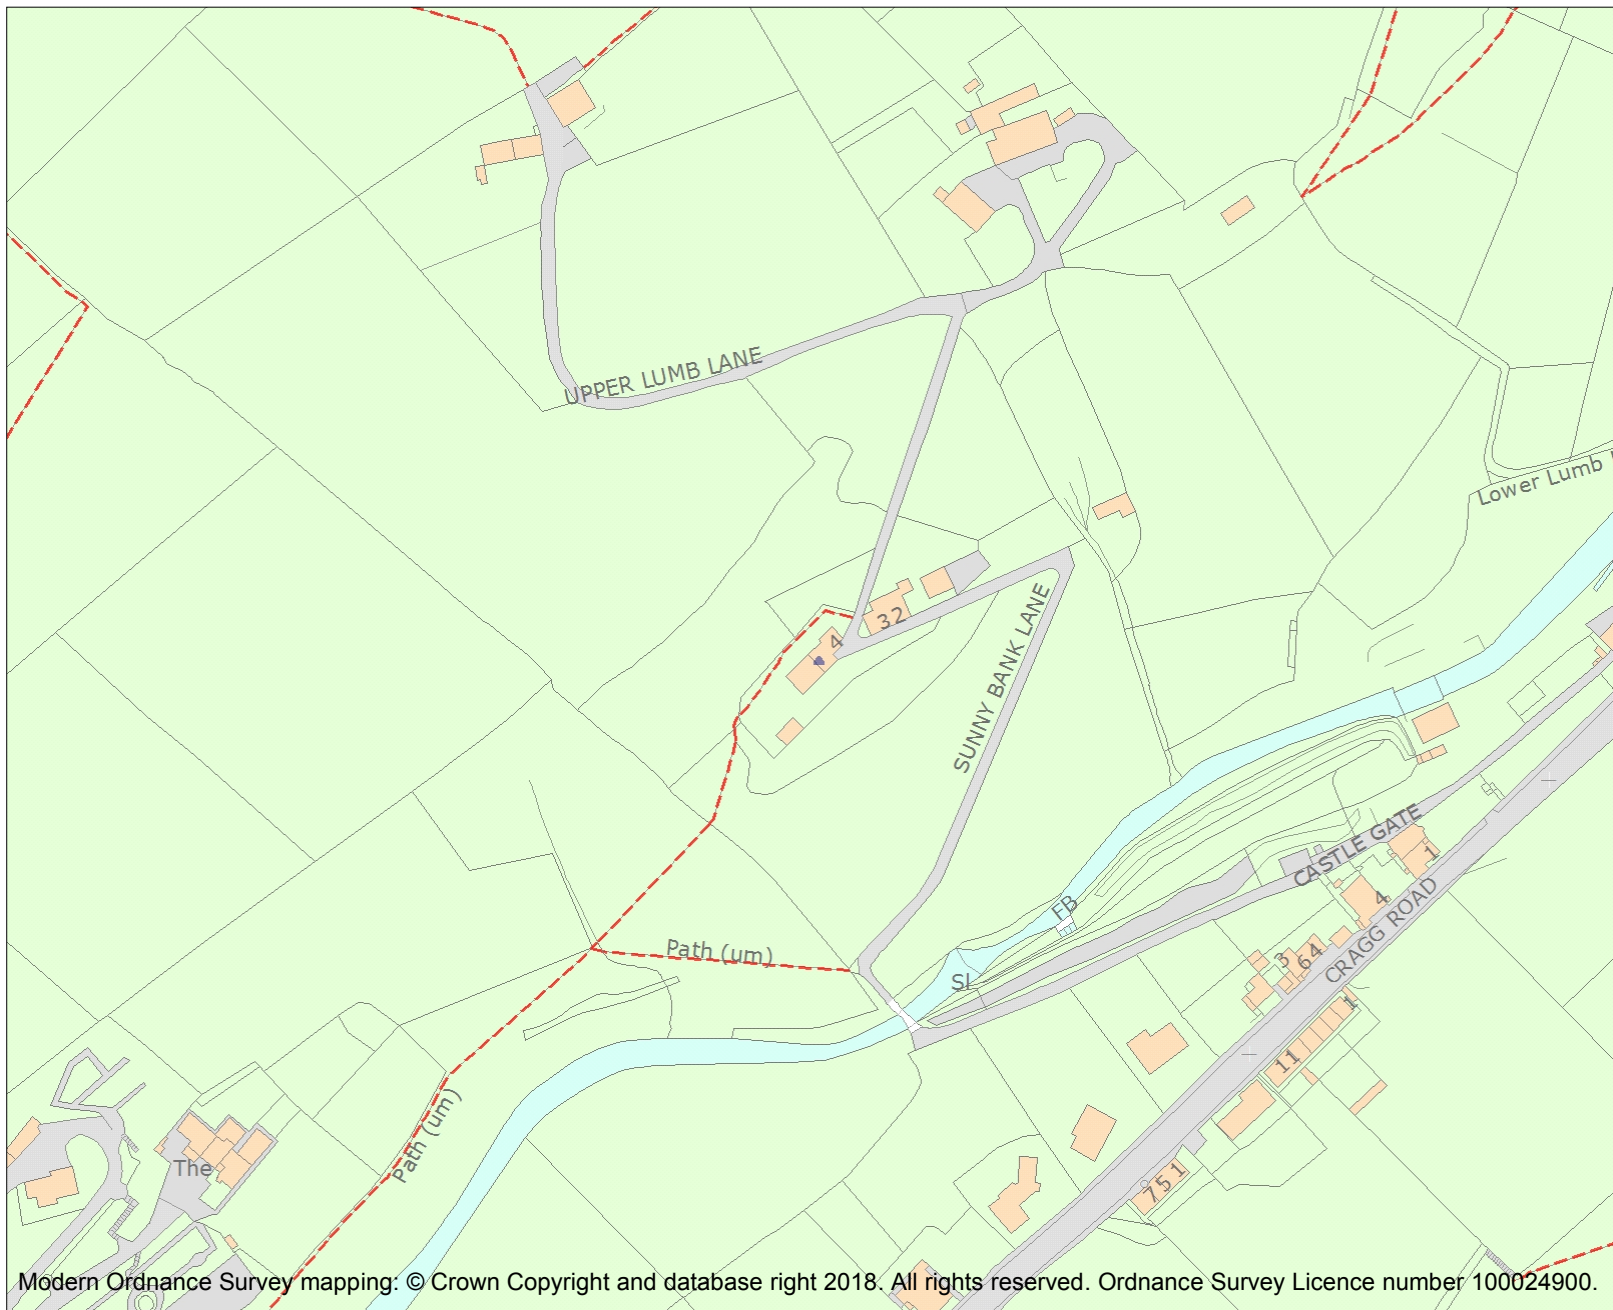 UPPER LUMB LANE
Lower Lumb
32
4
SUNNY BANK LANE
CASTLE GATE
1
FB
4
CRAGG ROAD
Path (um)
3
64
Sl
1
11
Path (um)
The
7 5 1
Modern Ordnance Survey mapping: © Crown Copyright and database right 2018. All rights reserved. Ordnance Survey Licence number 100024900.